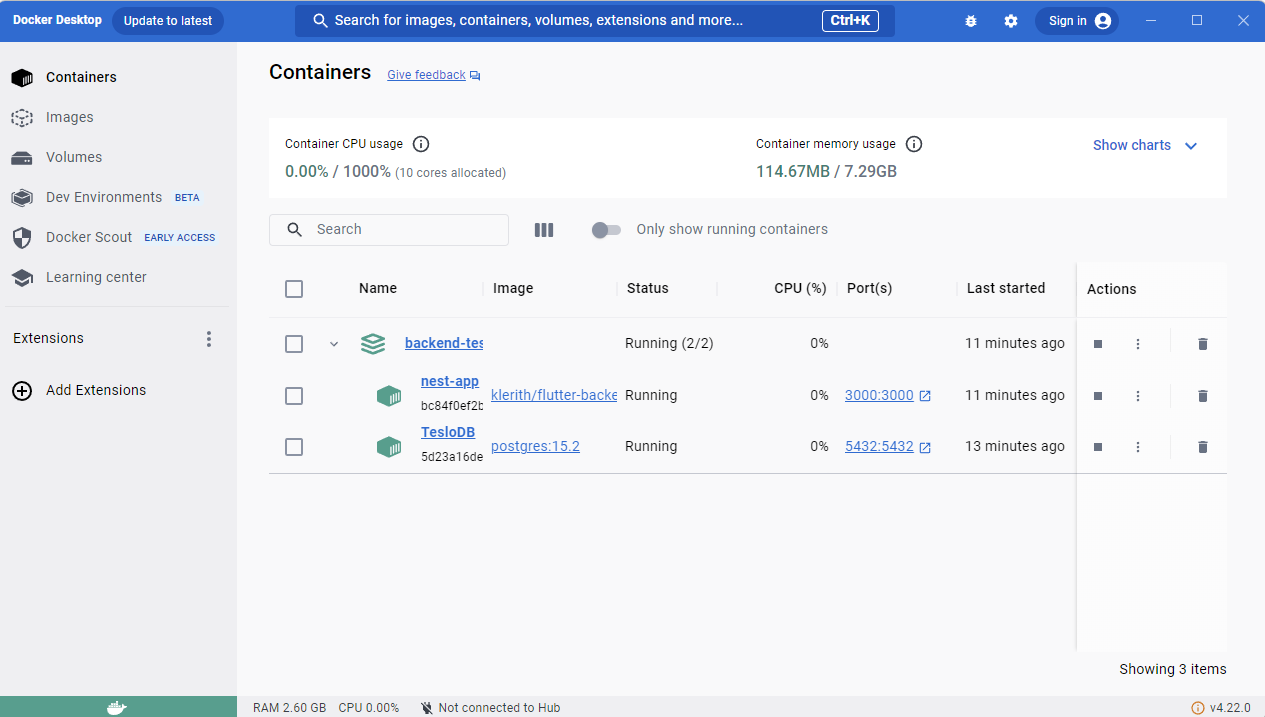 Docker Desktop Update to latest Search for images, containers, volumes, extensions and more... Ctrl+K Sign in
Containers
Images
Volumes
Dev Environments BETA
Docker Scout EARLY ACCESS
Learning center
Extensions
Add Extensions
Containers Give feedback
Container CPU usage
0.00% / 1000% (10 cores allocated)
Container memory usage
114.67MB / 7.29GB
Show charts
Search
Only show running containers
Name Image Status CPU (%) Port(s) Last started Actions
backend-tes Running (2/2) 0% 11 minutes ago
nest-app
bc84f0ef2b
klerith/flutter-backe Running 0% 3000:3000 11 minutes ago
TesloDB
5d23a16de
postgres:15.2 Running 0% 5432:5432 13 minutes ago
Showing 3 items
RAM 2.60 GB CPU 0.00% Not connected to Hub v4.22.0